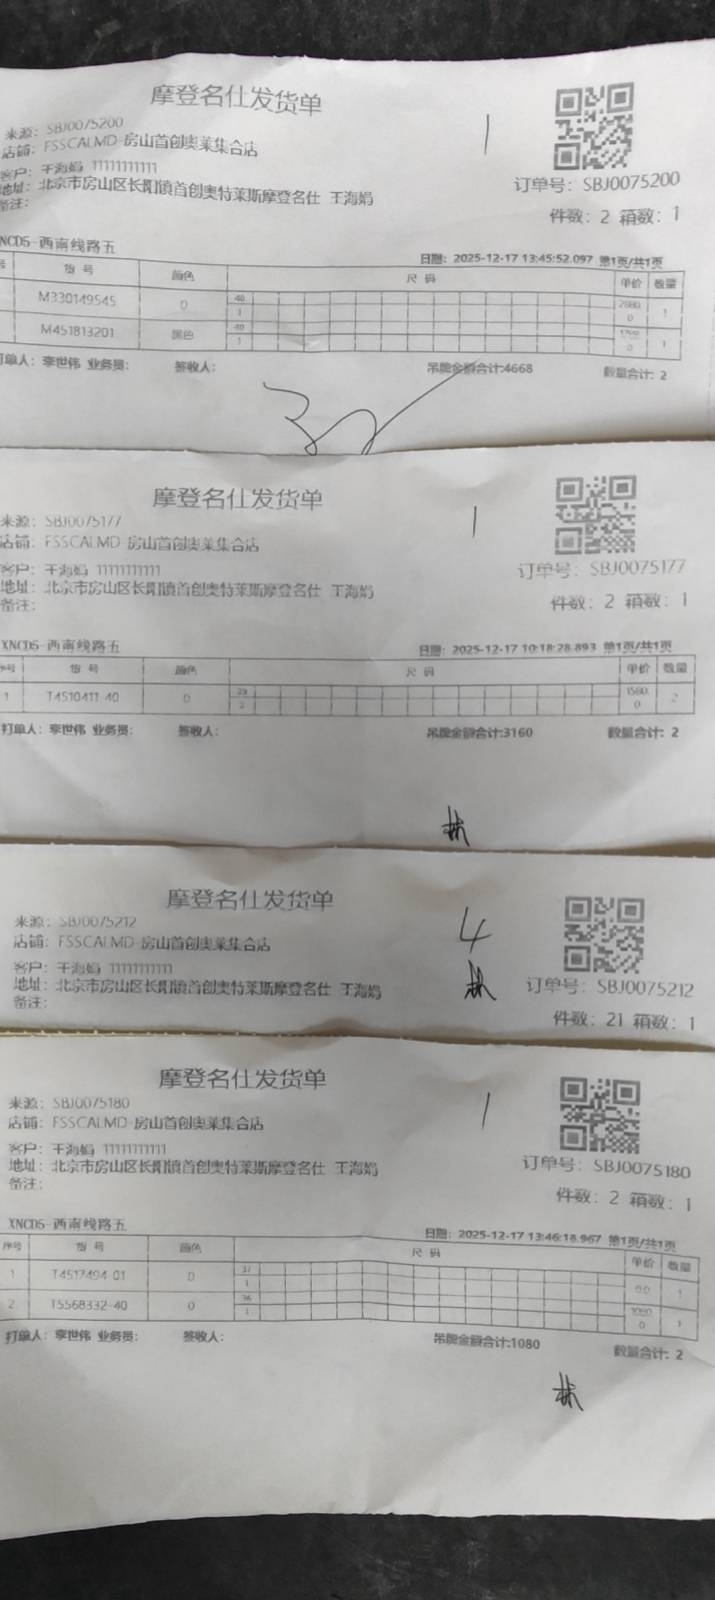 摩登名仕发货单
1
来源: SBJ0075200
店铺: FSSCALMD-房山首创奥莱集合店
客户: 王海娟 11111111111
地址: 北京市房山区长阳镇首创奥特莱斯摩登名仕 王海娟
备注:
订单号: SBJ0075200
件数: 2 箱数: 1
XNCD5-西南线路五
日期: 2025-12-17 13:45:52.097 第1页/共1页
号 货 号 颜色 尺 码 单价 数量
M330149545 0 40 1 2880 0 1
M451813201 黑色 40 1 0 1
打单人: 李世伟 业务员: 签收人: 吊牌金额合计:4668 数量合计: 2
摩登名仕发货单
1
来源: SBJ0075177
店铺: FSSCALMD-房山首创奥莱集合店
客户: 王海娟 11111111111
地址: 北京市房山区长阳镇首创奥特莱斯摩登名仕 王海娟
备注:
订单号: SBJ0075177
件数: 2 箱数: 1
XNCD5-西南线路五
日期: 2025-12-17 10:18:28.893 第1页/共1页
序号 货 号 颜色 尺 码 单价 数量
1 T4510411-40 0 2 1580 0 2
打单人: 李世伟 业务员: 签收人: 吊牌金额合计:3160 数量合计: 2
摩登名仕发货单
4
来源: SBJ0075212
店铺: FSSCALMD-房山首创奥莱集合店
客户: 王海娟 11111111111
地址: 北京市房山区长阳镇首创奥特莱斯摩登名仕 王海娟
备注:
订单号: SBJ0075212
件数: 21 箱数: 1
摩登名仕发货单
1
来源: SBJ0075180
店铺: FSSCALMD-房山首创奥莱集合店
客户: 王海娟 11111111111
地址: 北京市房山区长阳镇首创奥特莱斯摩登名仕 王海娟
备注:
订单号: SBJ0075180
件数: 2 箱数: 1
XNCD5-西南线路五
日期: 2025-12-17 13:46:18.967 第1页/共1页
序号 货 号 颜色 尺 码 单价 数量
1 T4517494-01 0 37 1 0.0 1
2 T5568332-40 0 36 1 1080 0 1
打单人: 李世伟 业务员: 签收人: 吊牌金额合计:1080 数量合计: 2